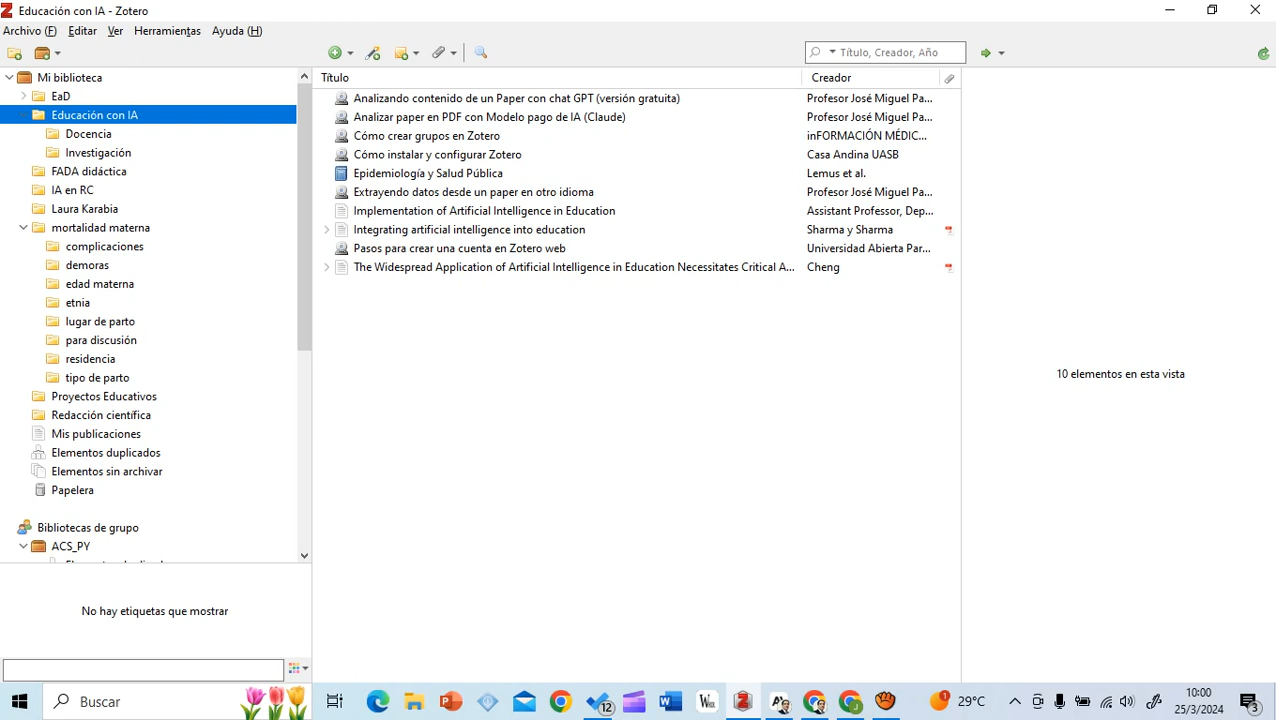 Educación con IA - Zotero
Archivo (F) Editar Ver Herramientas Ayuda (H)
Título, Creador, Año
Mi biblioteca
EaD
Educación con IA
Docencia
Investigación
FADA didáctica
IA en RC
Laura Karabia
mortalidad materna
complicaciones
demoras
edad materna
etnia
lugar de parto
para discusión
residencia
tipo de parto
Proyectos Educativos
Redacción científica
Mis publicaciones
Elementos duplicados
Elementos sin archivar
Papelera
Bibliotecas de grupo
ACS_PY
No hay etiquetas que mostrar
Título Creador
Analizando contenido de un Paper con chat GPT (versión gratuita) Profesor José Miguel Pa...
Analizar paper en PDF con Modelo pago de IA (Claude) Profesor José Miguel Pa...
Cómo crear grupos en Zotero inFORMACIÓN MÉDIC...
Cómo instalar y configurar Zotero Casa Andina UASB
Epidemiología y Salud Pública Lemus et al.
Extrayendo datos desde un paper en otro idioma Profesor José Miguel Pa...
Implementation of Artificial Intelligence in Education Assistant Professor, Dep...
Integrating artificial intelligence into education Sharma y Sharma
Pasos para crear una cuenta en Zotero web Universidad Abierta Par...
The Widespread Application of Artificial Intelligence in Education Necessitates Critical A... Cheng
10 elementos en esta vista
Buscar
12
1
29°C
10:00
25/3/2024
3